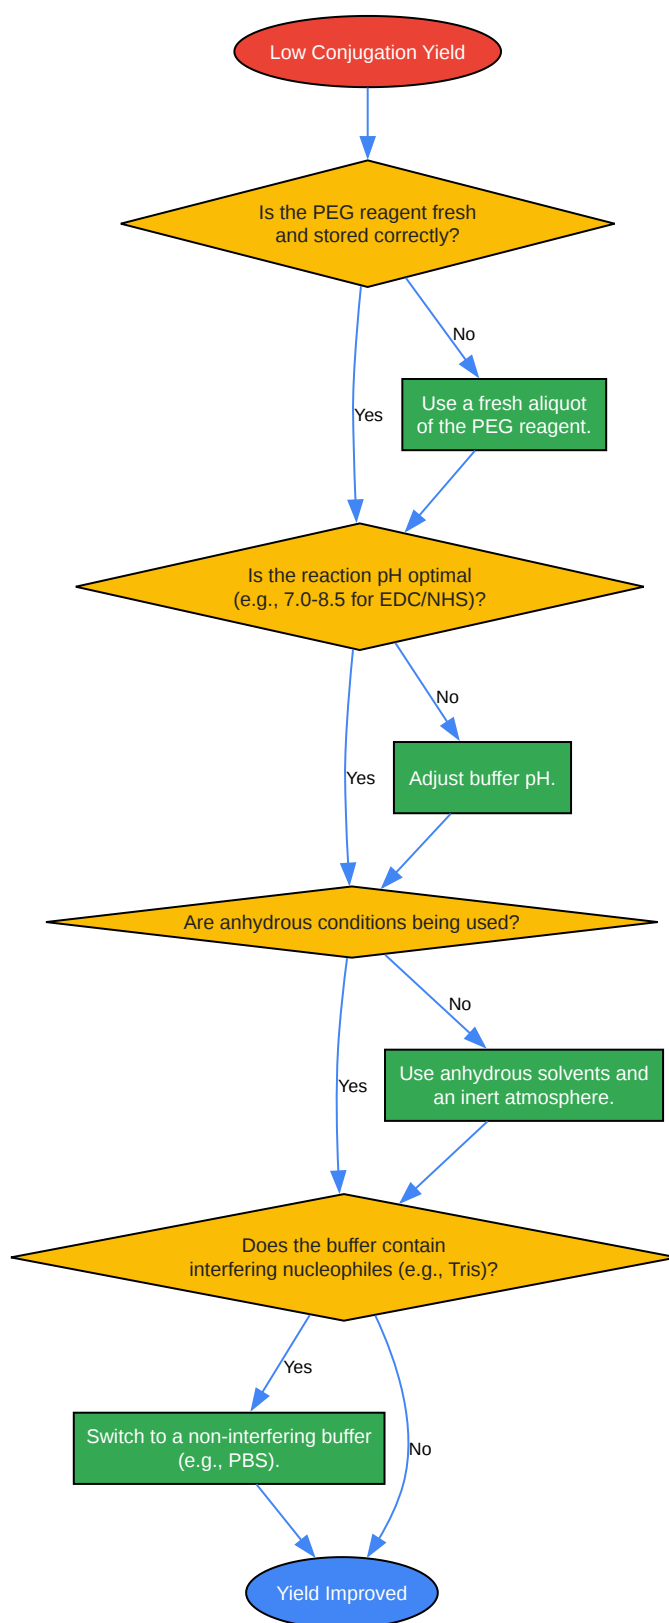 Low Conjugation Yield
Is the PEG reagent fresh
and stored correctly?
No
Use a fresh aliquot
of the PEG reagent.
Yes
Is the reaction pH optimal
(e.g., 7.0-8.5 for EDC/NHS)?
No
Adjust buffer pH.
Yes
Are anhydrous conditions being used?
No
Use anhydrous solvents and
an inert atmosphere.
Yes
Does the buffer contain
interfering nucleophiles (e.g., Tris)?
Yes
Switch to a non-interfering buffer
(e.g., PBS).
No
Yield Improved